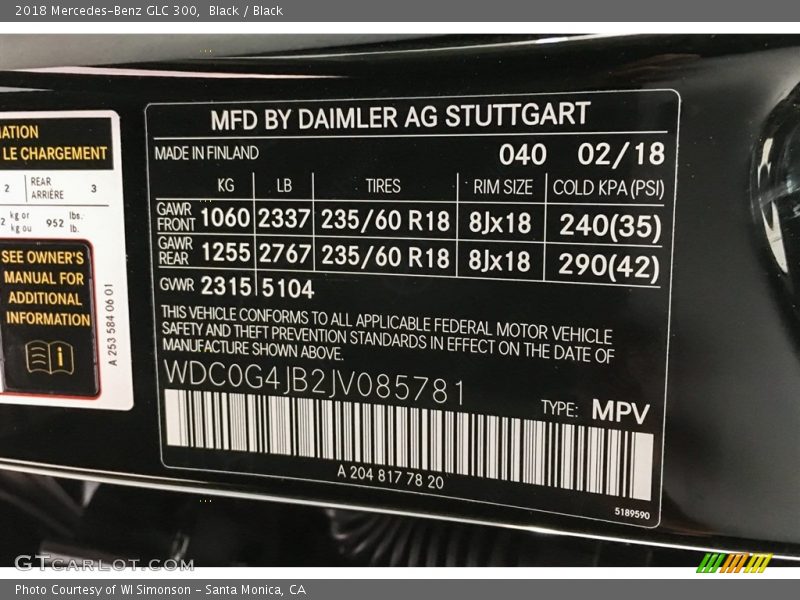 2018 Mercedes-Benz GLC 300,  Black / Black
MATION
LE CHARGEMENT
2 REAR ARRIÈRE 3
kg or kg ou 952 lbs. lb.
SEE OWNER'S
MANUAL FOR
ADDITIONAL
INFORMATION
A 253 584 06 01
MFD BY DAIMLER AG STUTTGART
MADE IN FINLAND 040 02/18
KG LB TIRES RIM SIZE COLD KPA (PSI)
GAWR FRONT 1060 2337 235/60 R18 8Jx18 240(35)
GAWR REAR 1255 2767 235/60 R18 8Jx18 290(42)
GVWR 2315 5104
THIS VEHICLE CONFORMS TO ALL APPLICABLE FEDERAL MOTOR VEHICLE
SAFETY AND THEFT PREVENTION STANDARDS IN EFFECT ON THE DATE OF
MANUFACTURE SHOWN ABOVE.
WDC0G4JB2JV085781
TYPE: MPV
A 204 817 78 20
5189590
GTCARLOT.COM
Photo Courtesy of WI Simonson - Santa Monica, CA